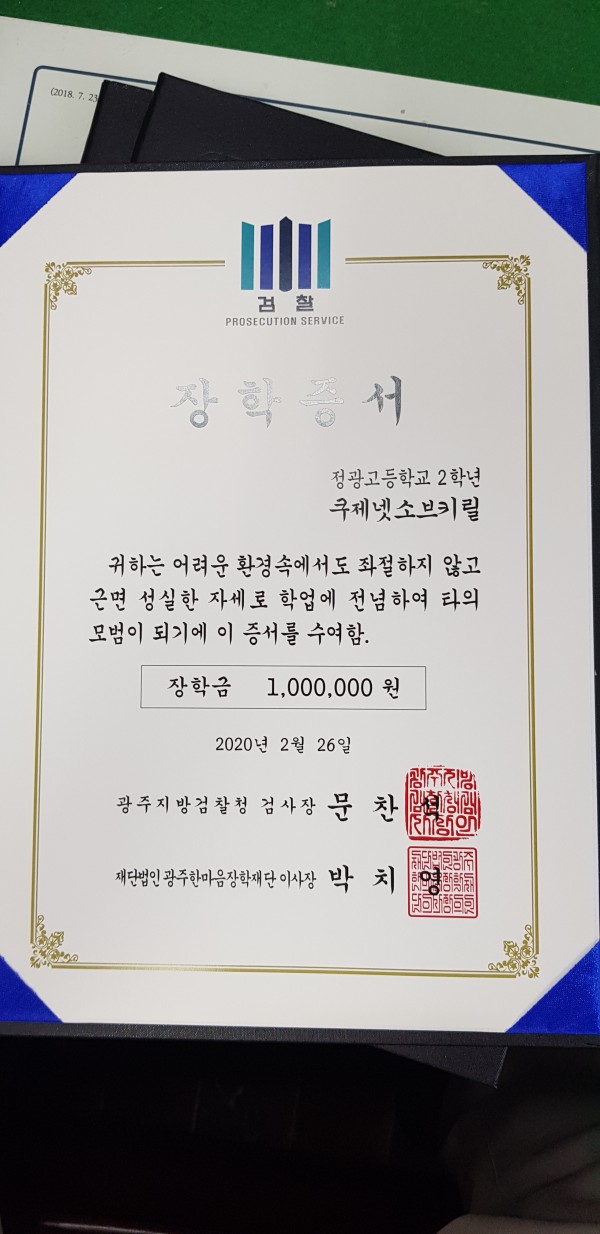 (2018. 7. 23
검찰
PROSECUTION SERVICE
장학증서
정광고등학교 2학년
쿠제넷소브키릴
귀하는 어려운 환경속에서도 좌절하지 않고
근면 성실한 자세로 학업에 전념하여 타의
모범이 되기에 이 증서를 수여함.
장학금 1,000,000 원
2020년 2월 26일
광주지방검찰청 검사장 문찬석
재단법인 광주한마음장학재단 이사장 박치영